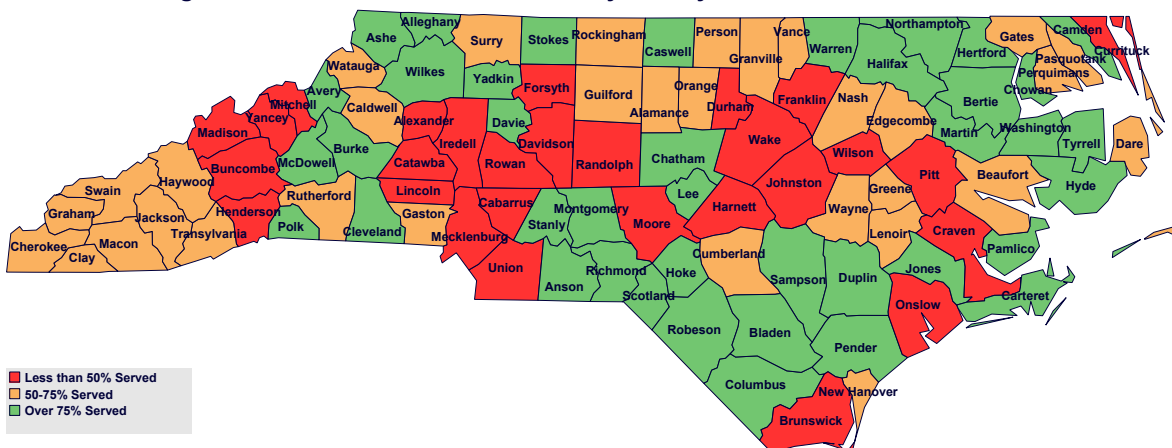 Alleghany
Northampton
Ashe
Surry
Stokes
Rockingham
Person
Vance
Warren
Gates
Camden
Caswell
Granville
Hertford
Currituck
Watauga
Wilkes
Halifax
Pasquotank
Yadkin
Perquimans
Avery
Forsyth
Guilford
Orange
Chowan
Mitchell
Caldwell
Alamance
Durham
Franklin
Nash
Bertie
Yancey
Alexander
Davie
Edgecombe
Madison
Martin
Washington
Iredell
Davidson
Wake
Burke
Tyrrell
Dare
McDowell
Catawba
Rowan
Randolph
Chatham
Wilson
Buncombe
Pitt
Beaufort
Haywood
Swain
Lincoln
Johnston
Greene
Hyde
Rutherford
Lee
Graham
Jackson
Henderson
Gaston
Cabarrus
Montgomery
Harnett
Wayne
Stanly
Moore
Transylvania
Polk
Cleveland
Mecklenburg
Lenoir
Craven
Cherokee
Macon
Clay
Cumberland
Pamlico
Union
Richmond
Hoke
Jones
Anson
Sampson
Duplin
Scotland
Carteret
Onslow
Robeson
Bladen
Pender
Columbus
New Hanover
Brunswick
Less than 50% Served
50-75% Served
Over 75% Served